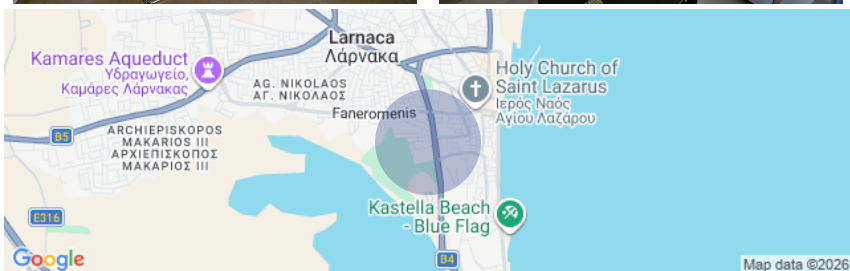 Larnaca
Λάρνακα
Kamares Aqueduct
Υδραγωγείο,
Καμάρες Λάρνακας
AG. NIKOLAOS
ΑΓ. ΝΙΚΟΛΑΟΣ
Holy Church of
Saint Lazarus
Ιερός Ναός
Αγίου Λαζάρου
Faneromenis
B5
ARCHIEPISKOPOS
MAKARIOS III
ΑΡΧΙΕΠΙΣΚΟΠΟΣ
ΜΑΚΑΡΙΟΣ ΙΙΙ
Kastella Beach
- Blue Flag
E316
B4
Google
Map data ©2026